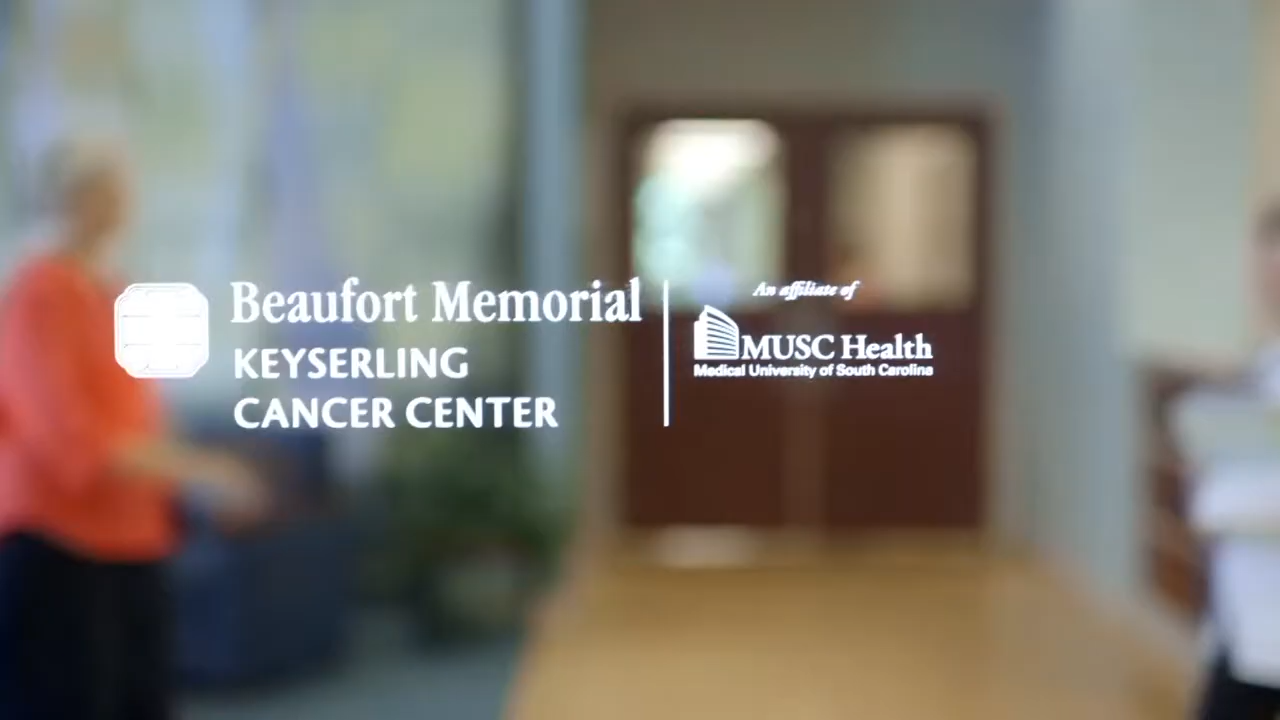 Beaufort Memorial
KEYSERLING
CANCER CENTER
An affiliate of
MUSC Health
Medical University of South Carolina